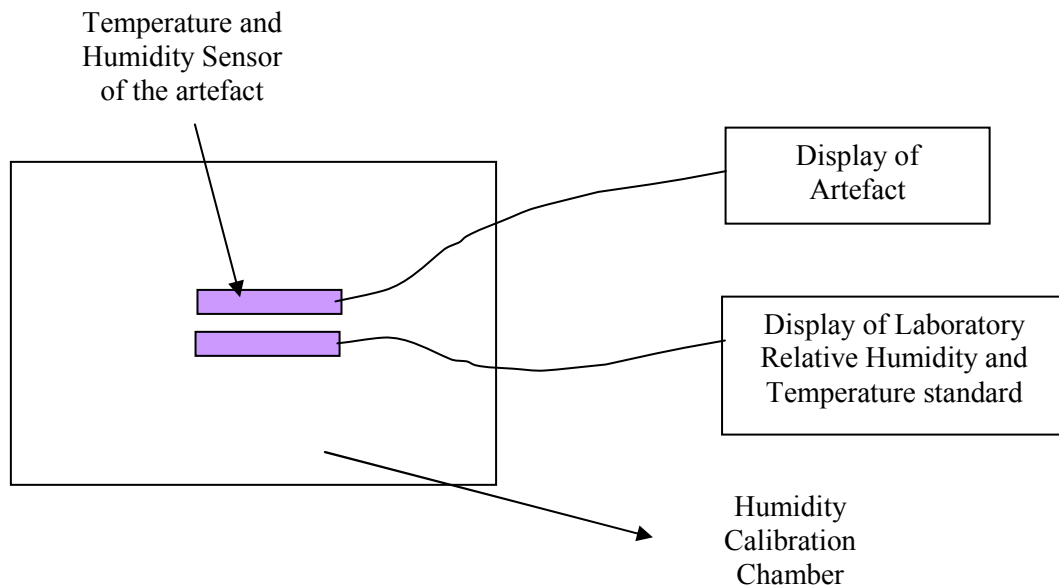 Temperature and
Humidity Sensor
of the artefact
Display of
Artefact
Display of Laboratory
Relative Humidity and
Temperature standard
Humidity
Calibration
Chamber